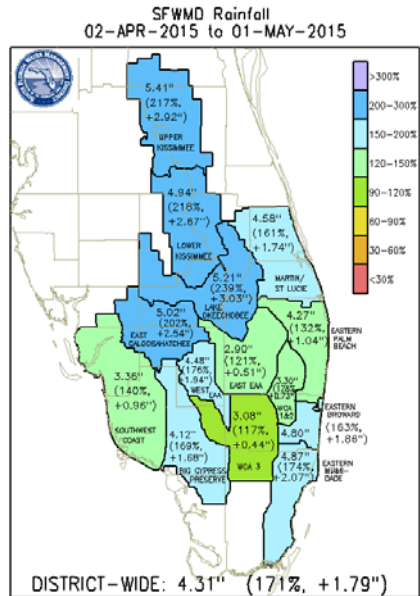 SFWMD Rainfall
02-APR-2015 to 01-MAY-2015
5.41"
(217%,
+2.92")
UPPER
KISSIMMEE
4.94"
(218%,
+2.67")
LOWER
KISSIMMEE
4.58"
(161%,
+1.74")
MARTIN/
ST LUCIE
5.21"
(239%,
+3.03")
LAKE
OKEECHOBEE
5.02"
(202%,
+2.54")
EAST
CALOOSAHATCHEE
4.27"
(132%,
+1.04")
EASTERN
PALM
BEACH
2.90"
(121%,
+0.51")
EAST EAA
4.48"
(176%,
+1.94")
WEST
EAA
3.36"
(140%,
+0.96")
SOUTHWEST
COAST
3.30"
WCA
1&2
3.08"
(117%,
+0.44")
WCA 3
4.80"
EASTERN
BROWARD
(163%,
+1.86")
4.12"
(169%,
+1.68")
BIG CYPRESS
PRESERVE
4.87"
(174%,
+2.07")
EASTERN
DADE
>300%
200-300%
150-200%
120-150%
90-120%
60-90%
30-60%
<30%
DISTRICT-WIDE: 4.31" (171%, +1.79")